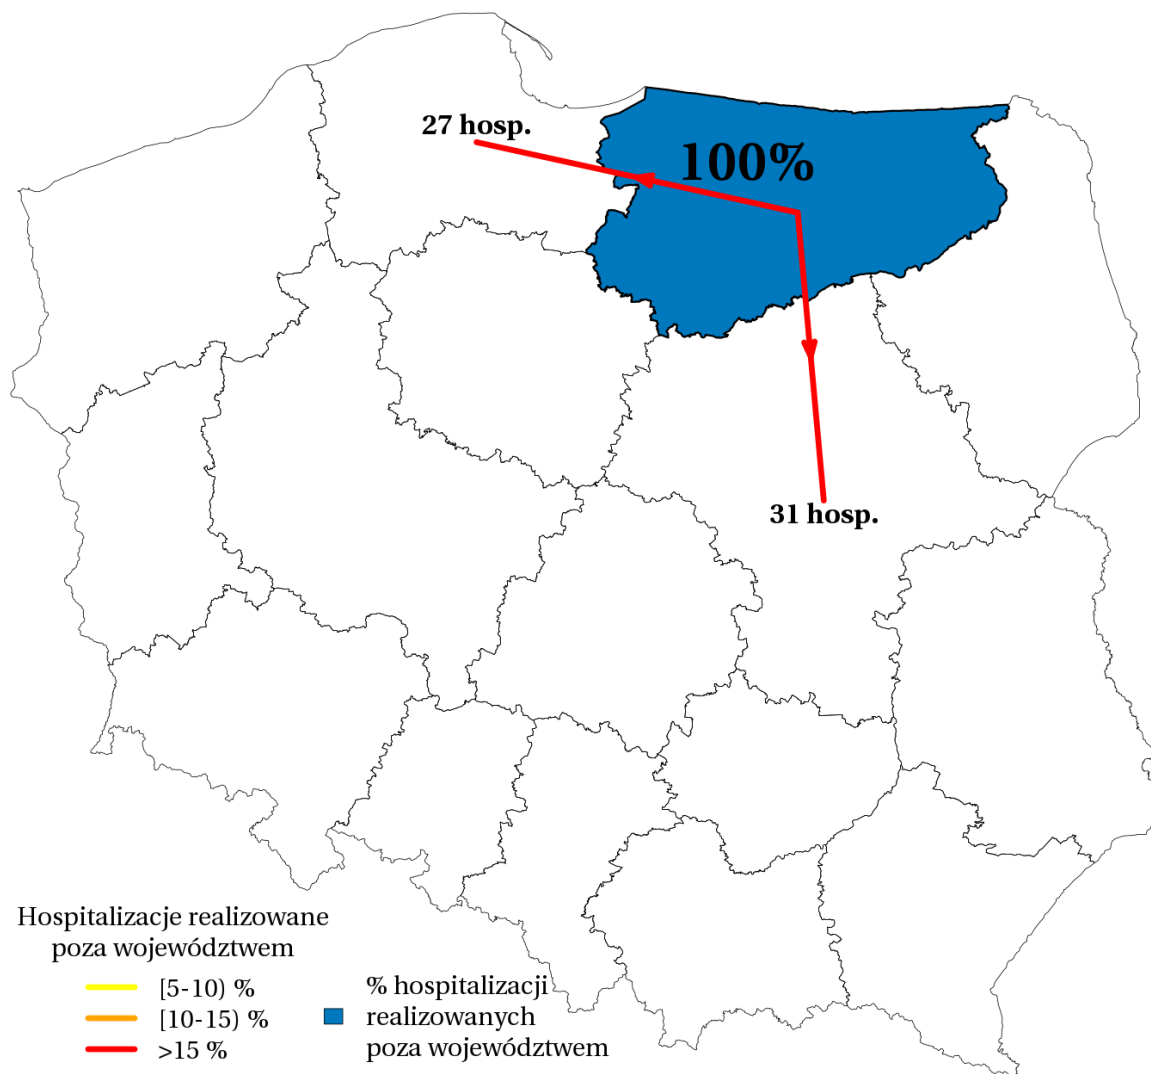 27 hosp.
100%
31 hosp.
Hospitalizacje realizowane
poza województwem
[5-10) %
[10-15) %
>15 %
% hospitalizacji
realizowanych
poza województwem